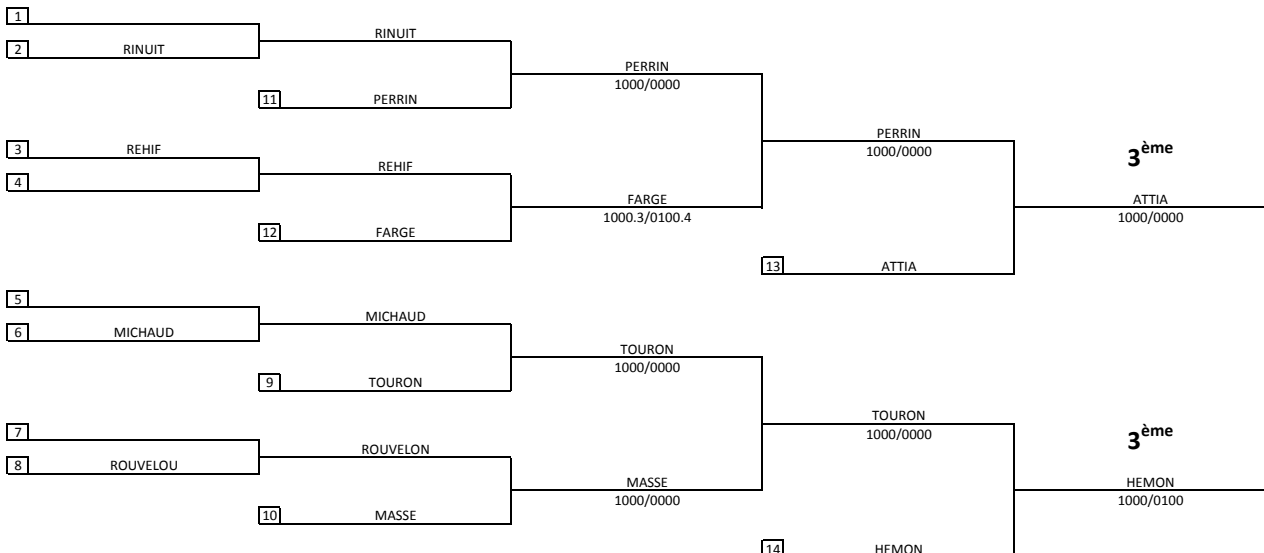 1
RINUIT
2 RINUIT
PERRIN
1000/0000
11 PERRIN
PERRIN
1000/0000
3 REHIF
3ème
REHIF
4
FARGE
1000.3/0100.4
ATTIA
1000/0000
12 FARGE
13 ATTIA
5
MICHAUD
6 MICHAUD
TOURON
1000/0000
9 TOURON
TOURON
1000/0000
7
3ème
ROUVELON
8 ROUVELOU
MASSE
1000/0000
HEMON
1000/0100
10 MASSE
14 HEMON